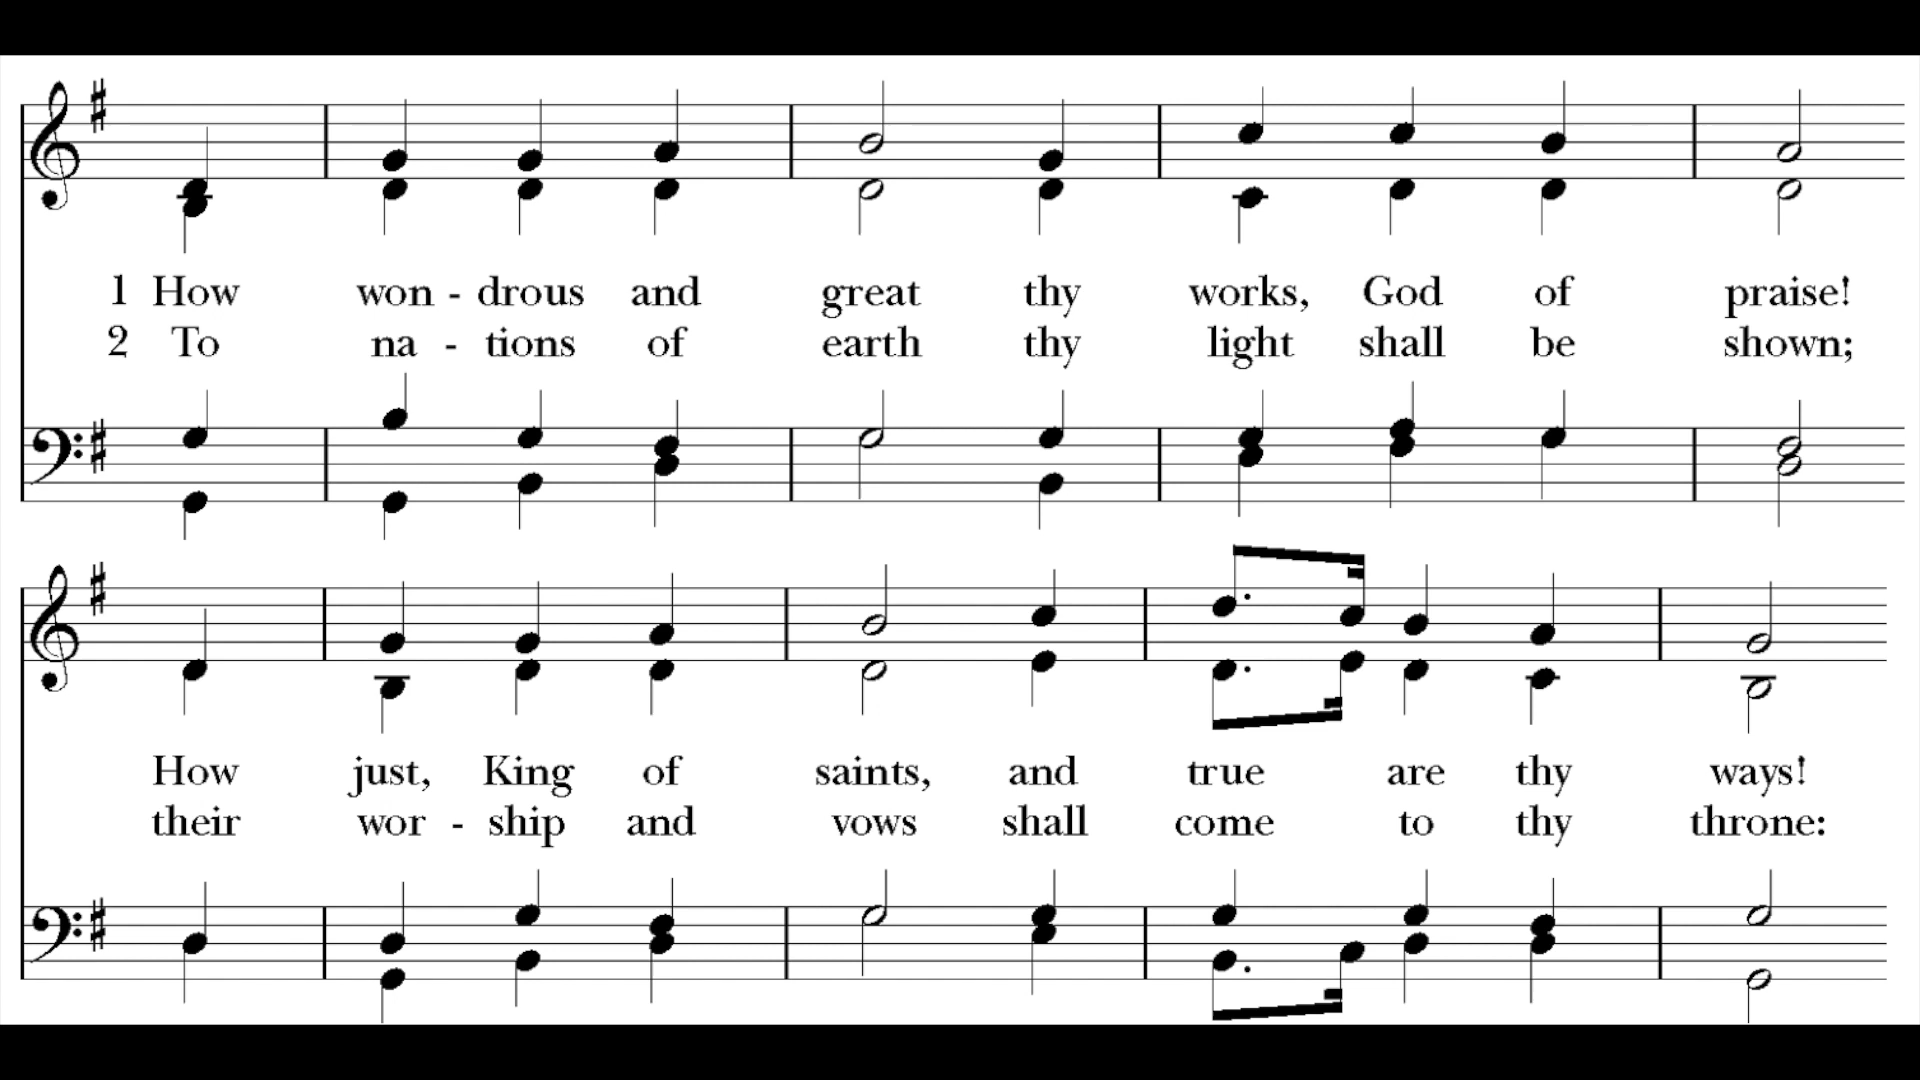 1 How won - drous and great thy works, God of praise!
2 To na - tions of earth thy light shall be shown;
How just, King of saints, and true are thy ways!
their wor - ship and vows shall come to thy throne: